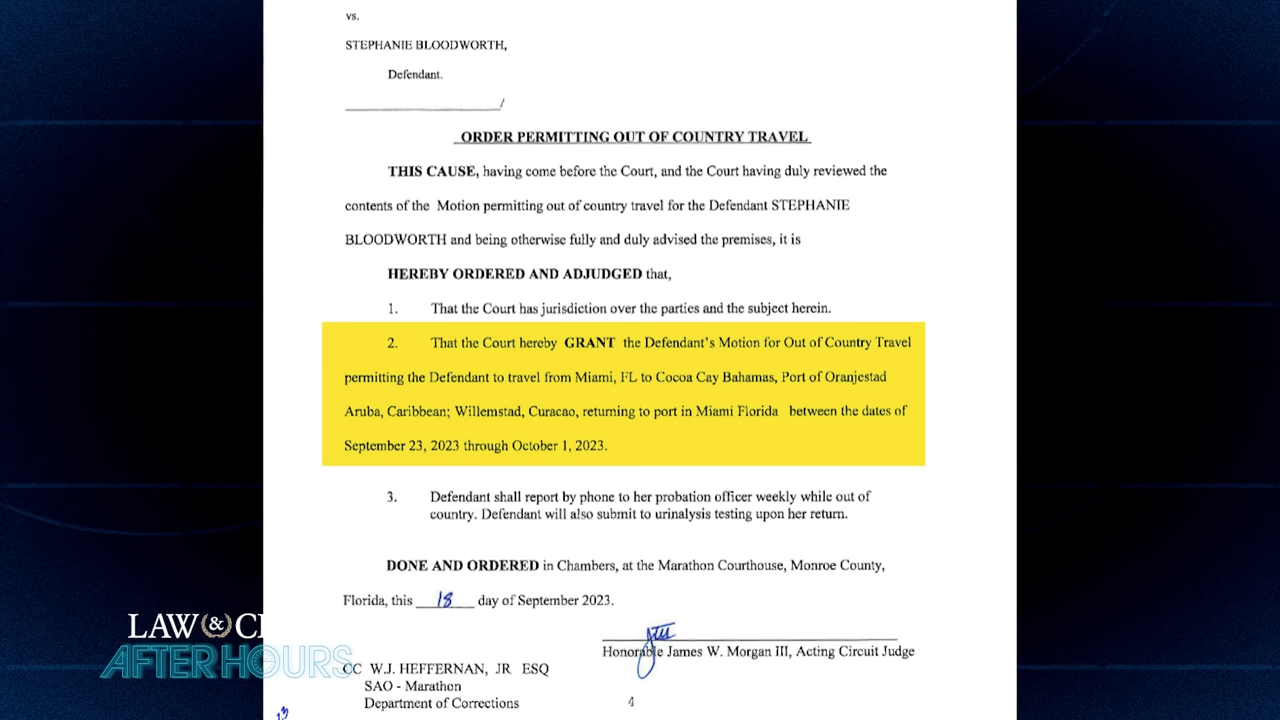 vs.
STEPHANIE BLOODWORTH,
Defendant.
/
ORDER PERMITTING OUT OF COUNTRY TRAVEL
THIS CAUSE, having come before the Court, and the Court having duly reviewed the
contents of the Motion permitting out of country travel for the Defendant STEPHANIE
BLOODWORTH and being otherwise fully and duly advised the premises, it is
HEREBY ORDERED AND ADJUDGED that,
1. That the Court has jurisdiction over the parties and the subject herein.
2. That the Court hereby GRANT the Defendant's Motion for Out of Country Travel
permitting the Defendant to travel from Miami, FL to Cocoa Cay Bahamas, Port of Oranjestad
Aruba, Caribbean; Willemstad, Curacao, returning to port in Miami Florida between the dates of
September 23, 2023 through October 1, 2023.
3. Defendant shall report by phone to her probation officer weekly while out of
country. Defendant will also submit to urinalysis testing upon her return.
DONE AND ORDERED in Chambers, at the Marathon Courthouse, Monroe County,
Florida, this 18 day of September 2023.
Honorable James W. Morgan III, Acting Circuit Judge
CC W.J. HEFFERNAN, JR ESQ
SAO - Marathon
Department of Corrections
4
LAW & C
AFTER HOURS